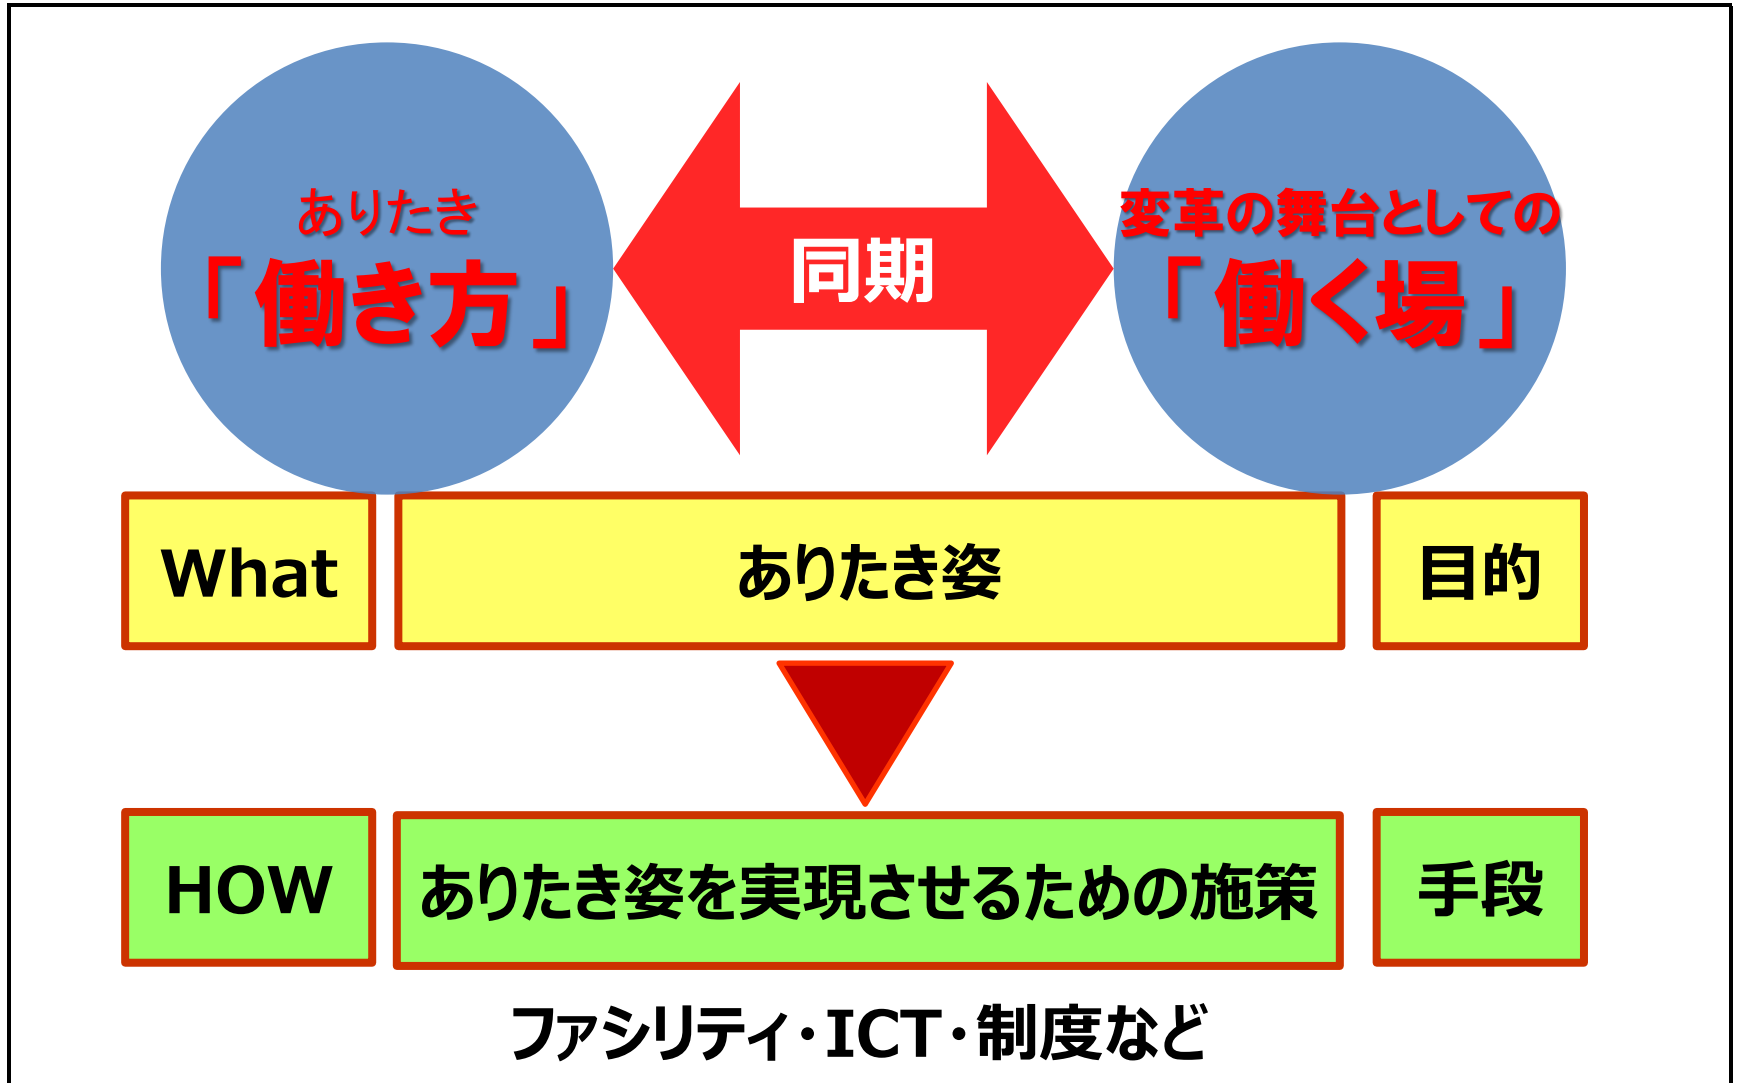 ありたき
「働き方」
同期
変革の舞台としての
「働く場」
What
ありたき姿
目的
HOW
ありたき姿を実現させるための施策
手段
ファシリティ・ICT・制度など